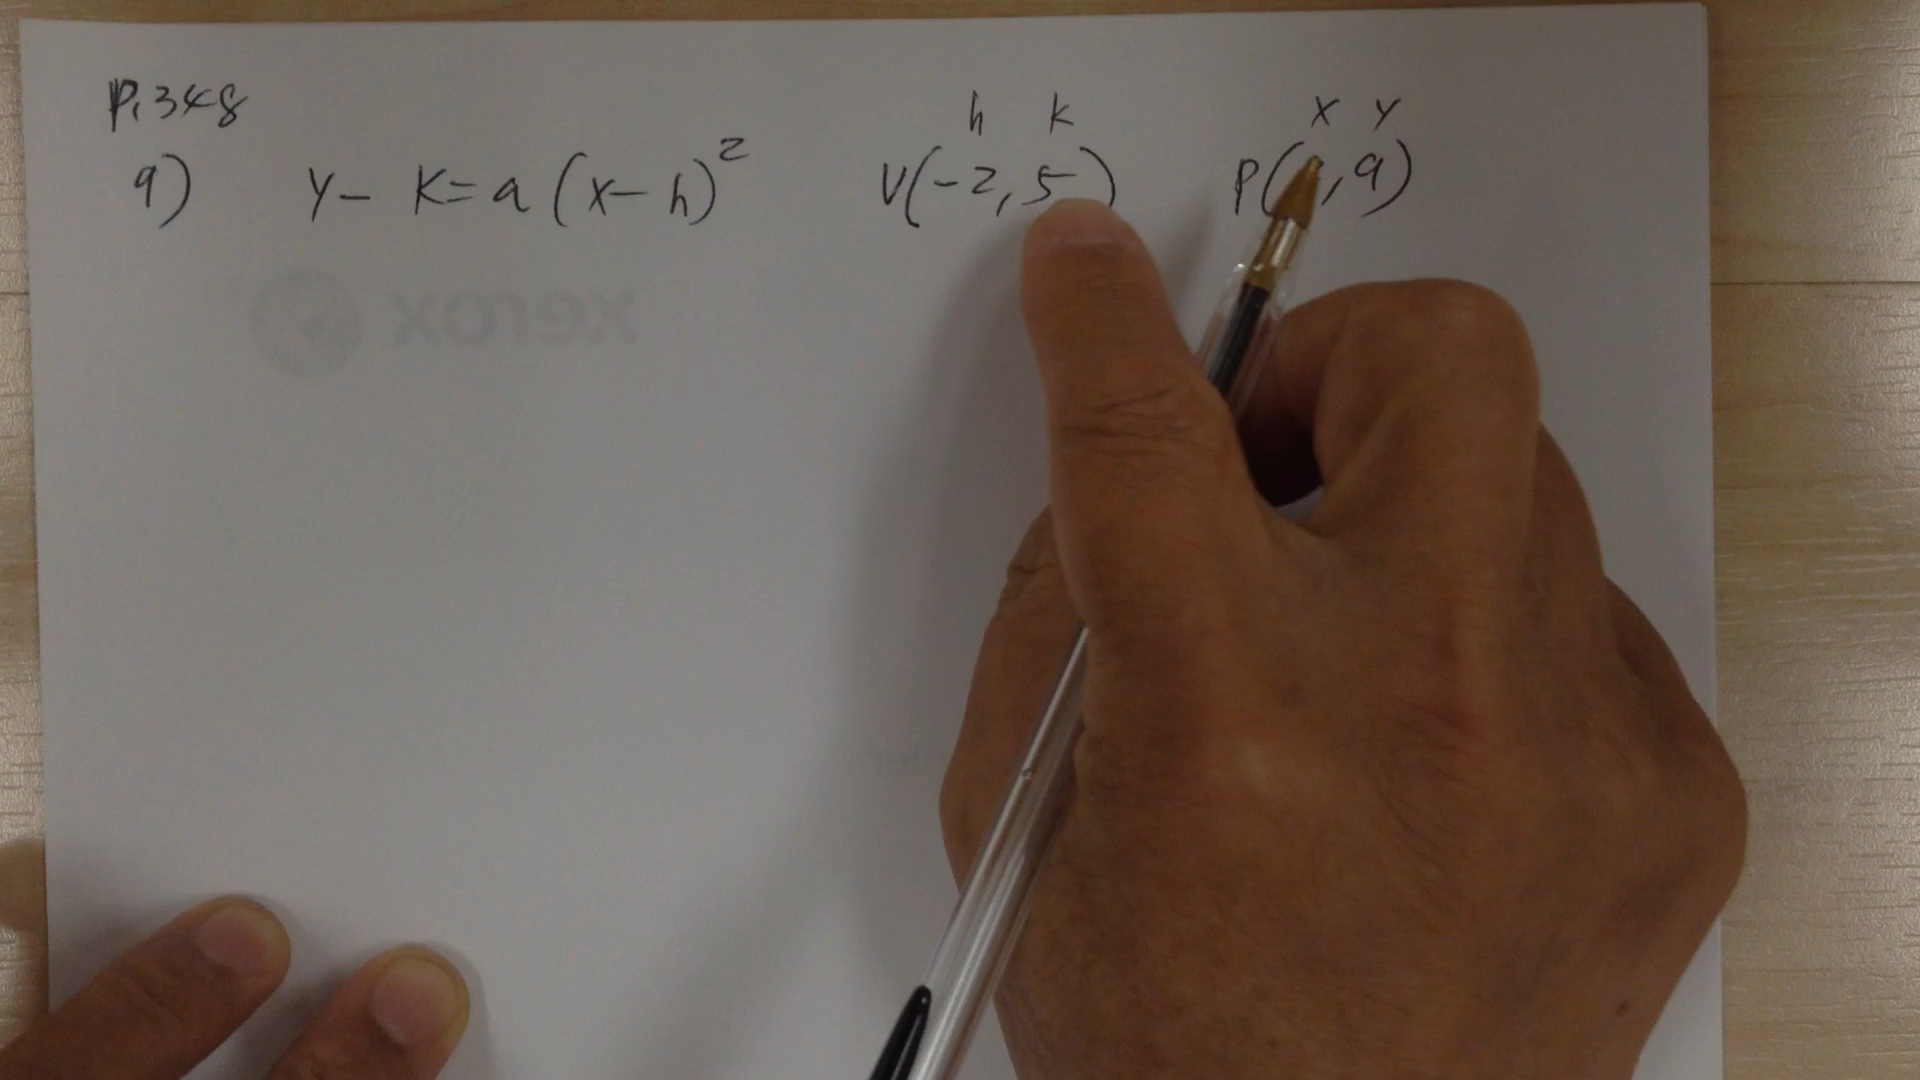 P.348
h k x y
9) y - k = a (x - h)² V(-2, 5) P( , 9)
xerox